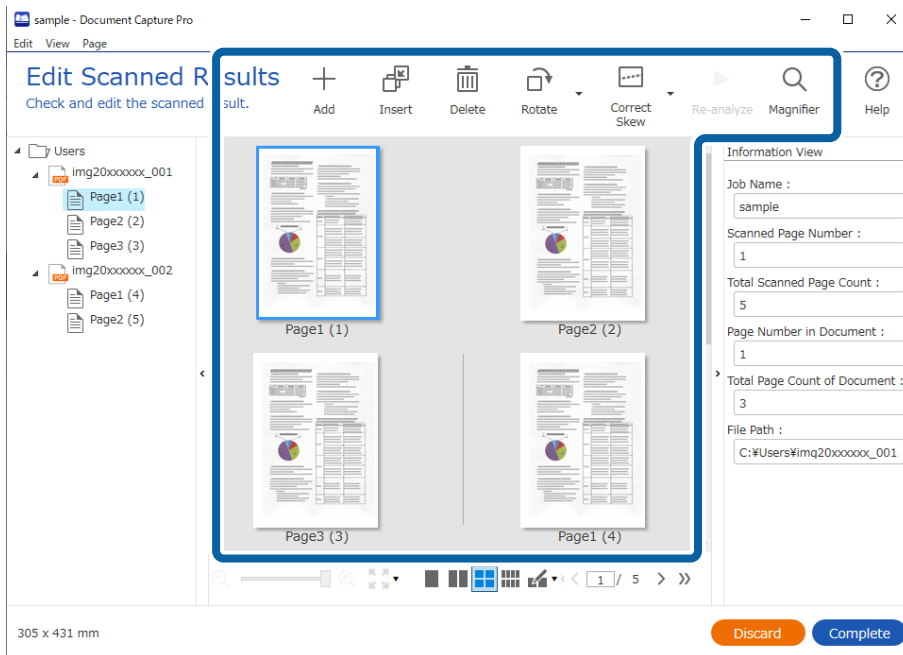 sample - Document Capture Pro
Edit View Page
Edit Scanned Results
Check and edit the scanned result.
Add
Insert
Delete
Rotate
Correct Skew
Re-analyze
Magnifier
Help
Users
PDF img20xxxxxx_001
Page1 (1)
Page2 (2)
Page3 (3)
PDF img20xxxxxx_002
Page1 (4)
Page2 (5)
Page1 (1)
Page2 (2)
Page3 (3)
Page1 (4)
Information View
Job Name :
sample
Scanned Page Number :
1
Total Scanned Page Count :
5
Page Number in Document :
1
Total Page Count of Document :
3
File Path :
C:¥Users¥img20xxxxxx_001
1 / 5
305 x 431 mm
Discard
Complete